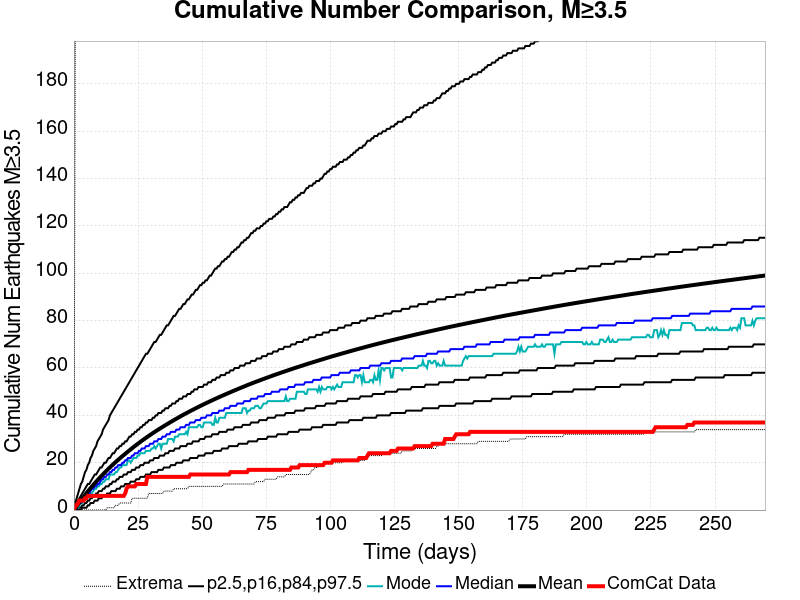 Cumulative Number Comparison, M≥3.5
Cumulative Num Earthquakes M≥3.5
180
160
140
120
100
80
60
40
20
0
0 25 50 75 100 125 150 175 200 225 250
Time (days)
Extrema p2.5,p16,p84,p97.5 Mode Median Mean ComCat Data